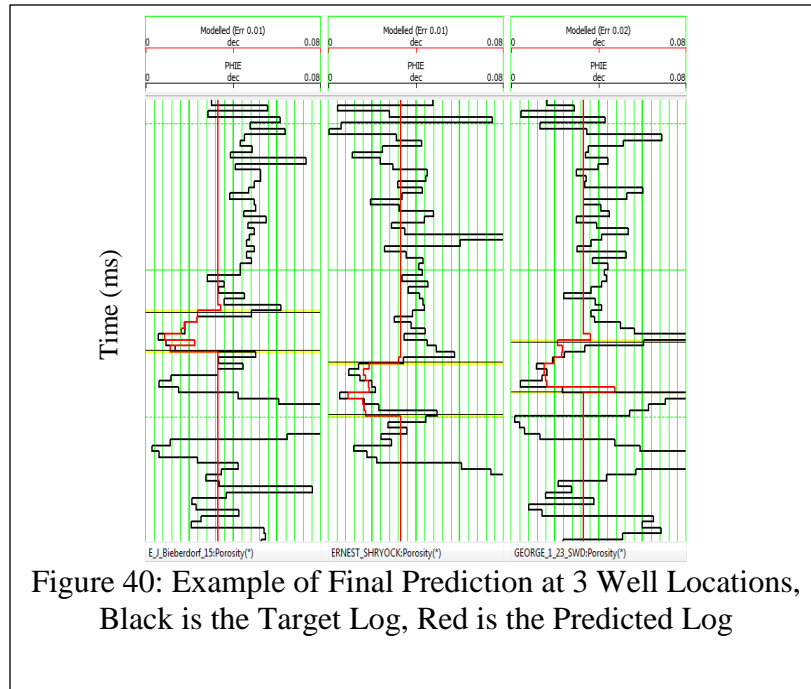 Modelled (Err 0.01) Modelled (Err 0.01) Modelled (Err 0.02)
0 dec 0.08 0 dec 0.08 0 dec 0.08
PHIE PHIE PHIE
0 dec 0.08 0 dec 0.08 0 dec 0.08
Time (ms)
E_J_Bieberdorf_15:Porosity(*) ERNEST_SHRYOCK:Porosity(*) GEORGE_1_23_SWD:Porosity(*)
Figure 40: Example of Final Prediction at 3 Well Locations,
Black is the Target Log, Red is the Predicted Log